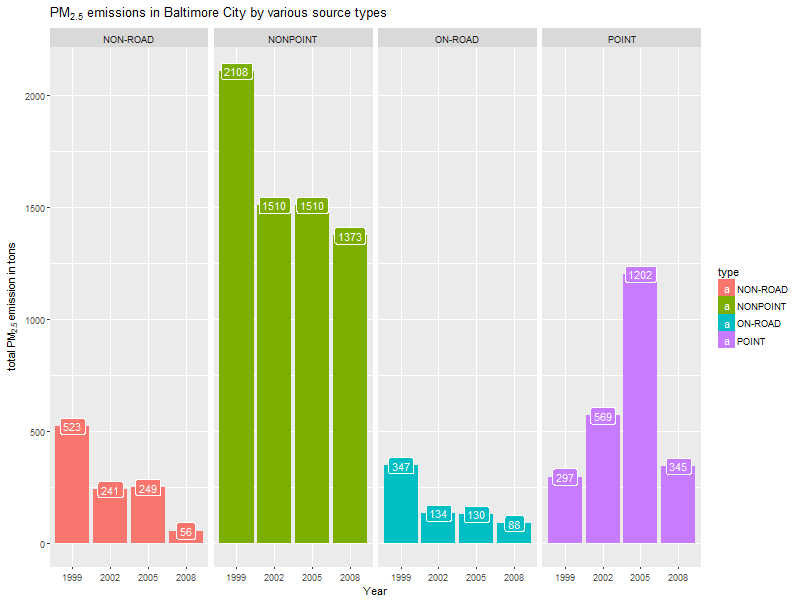 PM2.5 emissions in Baltimore City by various source types
NON-ROAD
NONPOINT
ON-ROAD
POINT
total PM2.5 emission in tons
2000
1500
1000
500
0
523
241
249
56
2108
1510
1510
1373
347
134
130
88
297
569
1202
345
1999 2002 2005 2008
1999 2002 2005 2008
1999 2002 2005 2008
1999 2002 2005 2008
Year
type
a NON-ROAD
a NONPOINT
a ON-ROAD
a POINT